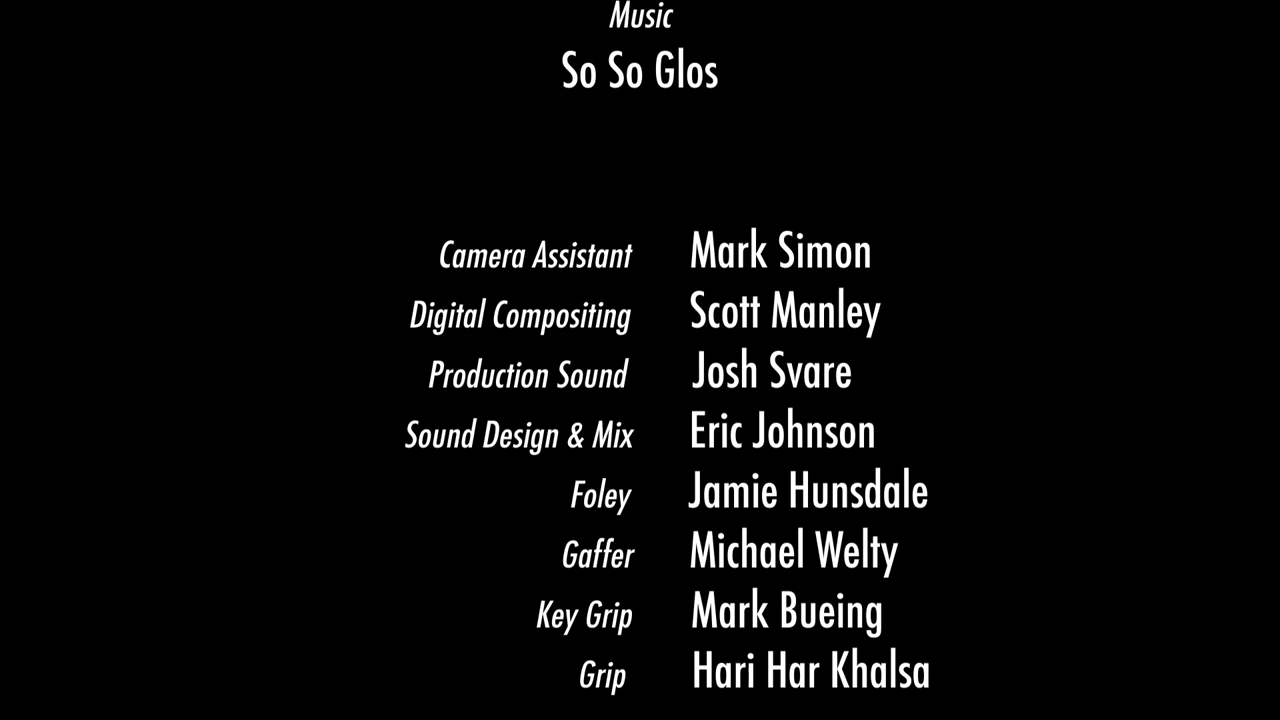 Music
So So Glos
Camera Assistant Mark Simon
Digital Compositing Scott Manley
Production Sound Josh Svare
Sound Design & Mix Eric Johnson
Foley Jamie Hunsdale
Gaffer Michael Welty
Key Grip Mark Bueing
Grip Hari Har Khalsa